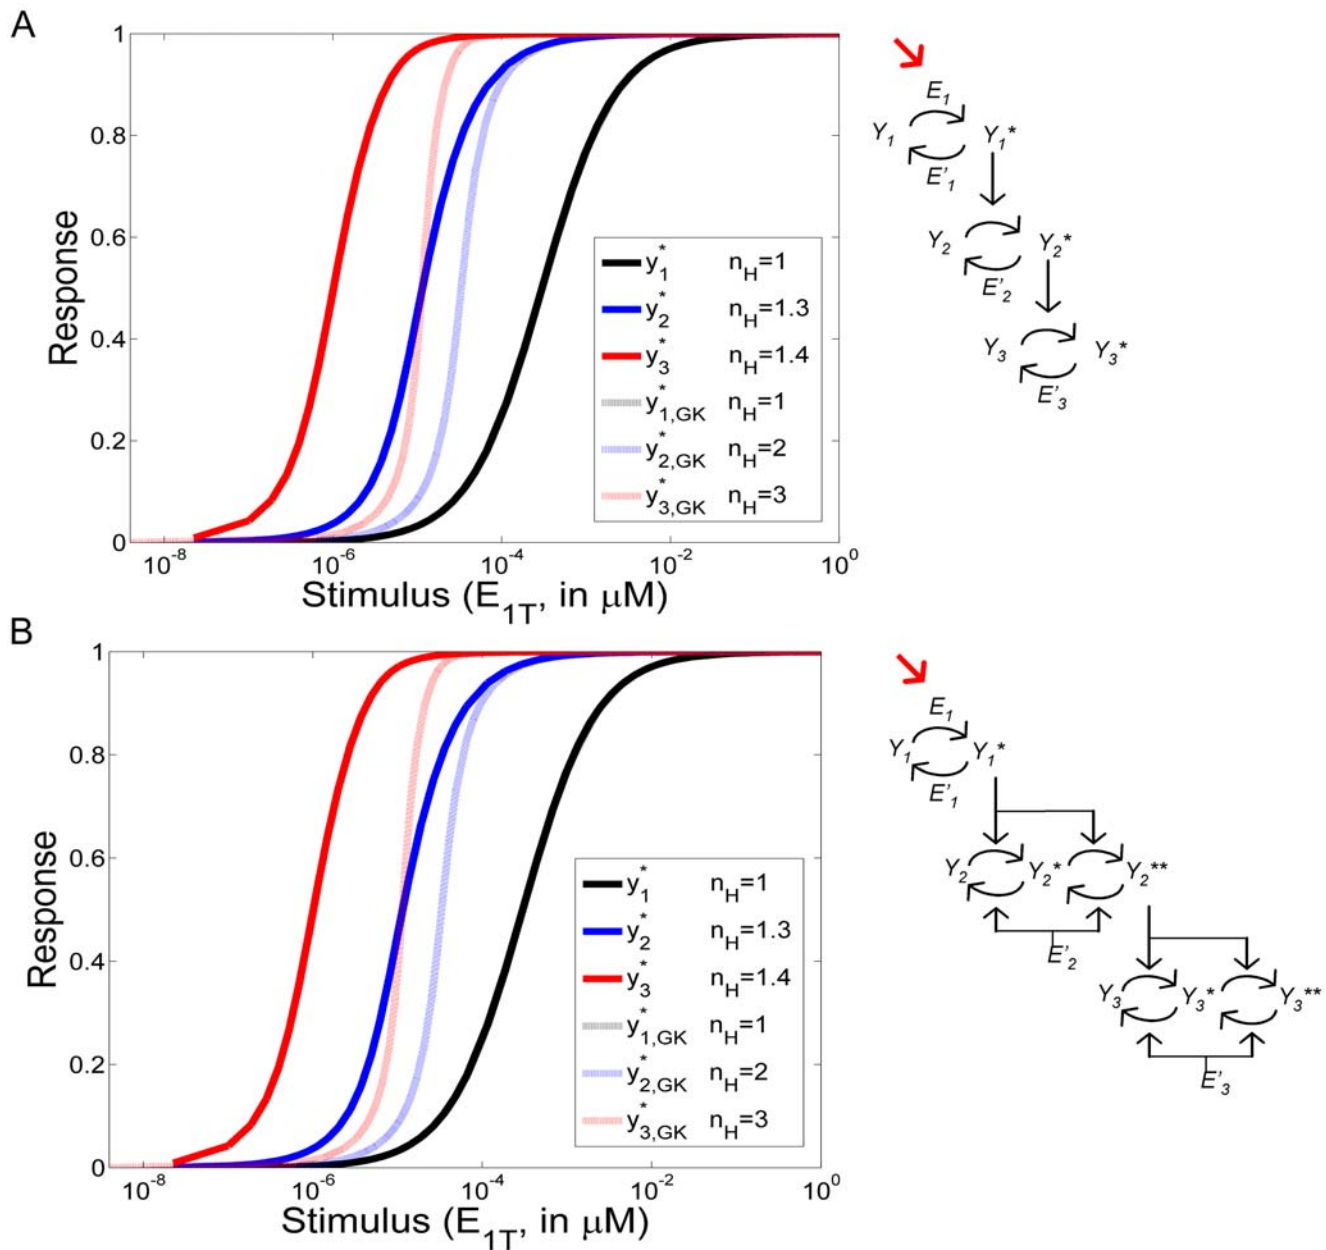 A
1
0.8
0.6
0.4
0.2
0
Response
y*1 nH=1
y*2 nH=1.3
y*3 nH=1.4
y*1,GK nH=1
y*2,GK nH=2
y*3,GK nH=3
10-8 10-6 10-4 10-2 100
Stimulus (E1T, in μM)
E1
Y1 Y1*
E'1
Y2 Y2*
E'2
Y3 Y3*
E'3
B
1
0.8
0.6
0.4
0.2
0
Response
y*1 nH=1
y*2 nH=1.3
y*3 nH=1.4
y*1,GK nH=1
y*2,GK nH=2
y*3,GK nH=3
10-8 10-6 10-4 10-2 100
Stimulus (E1T, in μM)
E1
Y1 Y1*
E'1
Y2 Y2* Y2**
E'2
Y3 Y3* Y3**
E'3